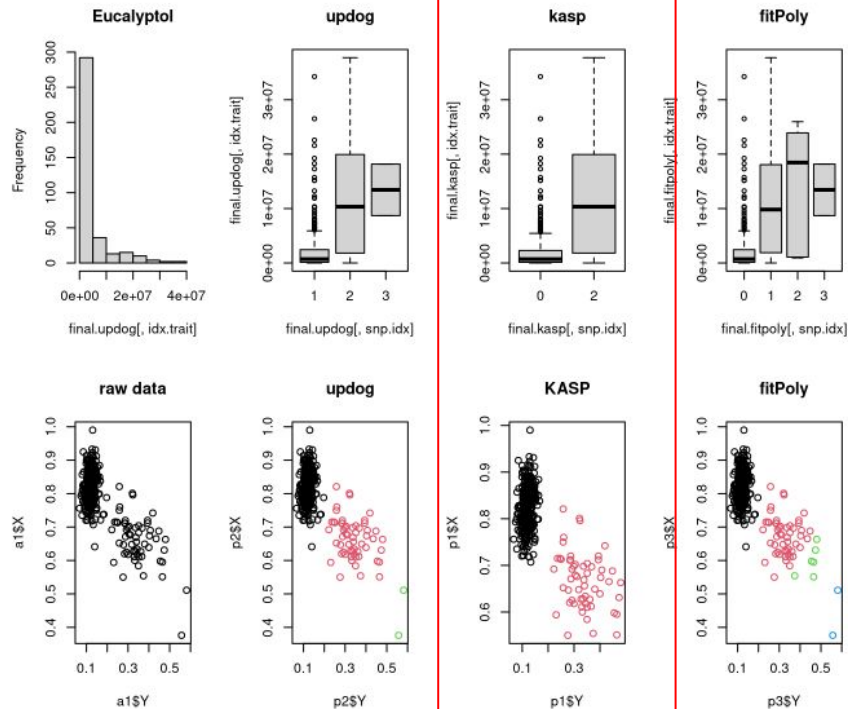 Eucalyptol
Frequency
0 50 100 150 200 250 300
0e+00 2e+07 4e+07
final.updog[, idx.trait]
updog
final.updog[, idx.trait]
0e+00 1e+07 2e+07 3e+07
1 2 3
final.updog[, snp.idx]
kasp
final.kasp[, idx.trait]
0e+00 1e+07 2e+07 3e+07
0 2
final.kasp[, snp.idx]
fitPoly
final.fitpoly[, idx.trait]
0e+00 1e+07 2e+07 3e+07
0 1 2 3
final.fitpoly[, snp.idx]
raw data
a1$X
0.4 0.5 0.6 0.7 0.8 0.9 1.0
0.1 0.3 0.5
a1$Y
updog
p2$X
0.4 0.5 0.6 0.7 0.8 0.9 1.0
0.1 0.3 0.5
p2$Y
KASP
p1$X
0.6 0.7 0.8 0.9 1.0
0.1 0.3
p1$Y
fitPoly
p3$X
0.4 0.5 0.6 0.7 0.8 0.9 1.0
0.1 0.3 0.5
p3$Y